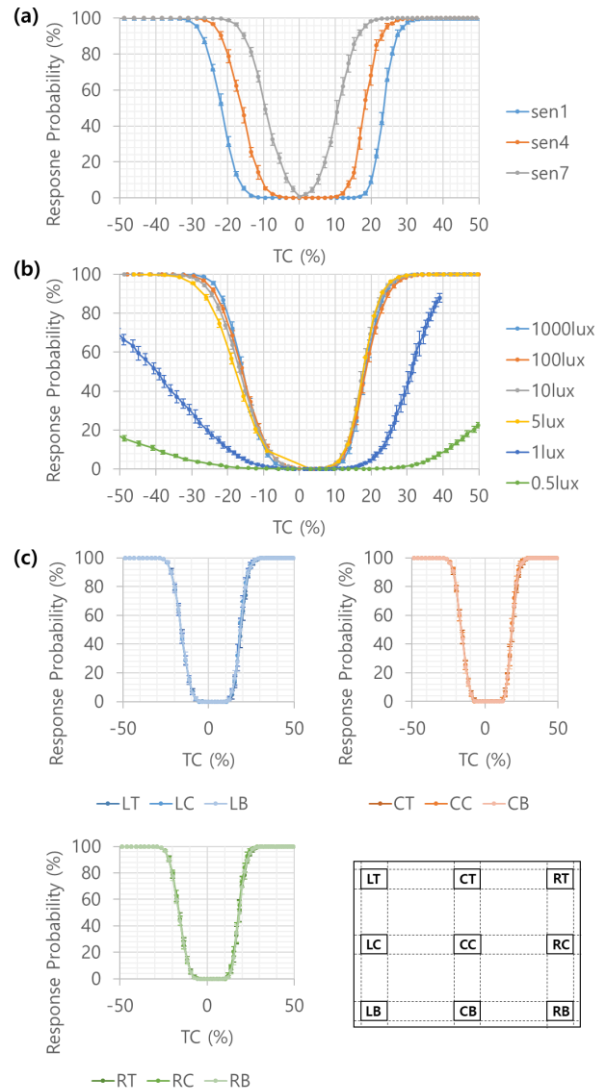 (a)
Resposne Probability (%)
100
80
60
40
20
0
-50 -40 -30 -20 -10 0 10 20 30 40 50
TC (%)
sen1
sen4
sen7
(b)
Response Probability (%)
100
80
60
40
20
0
-50 -40 -30 -20 -10 0 10 20 30 40 50
TC (%)
1000lux
100lux
10lux
5lux
1lux
0.5lux
(c)
Response Probability (%)
100
80
60
40
20
0
-50 0 50
TC (%)
LT LC LB
Response Probability (%)
100
80
60
40
20
0
-50 0 50
TC (%)
CT CC CB
Response Probability (%)
100
80
60
40
20
0
-50 0 50
TC (%)
RT RC RB
LT CT RT
LC CC RC
LB CB RB